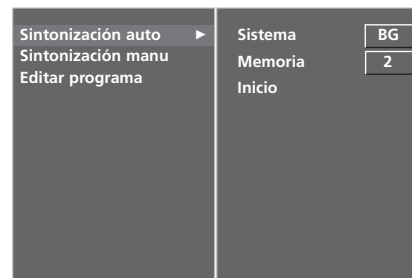 Sintonización auto ►
Sintonización manu
Editar programa
Sistema BG
Memoria 2
Inicio